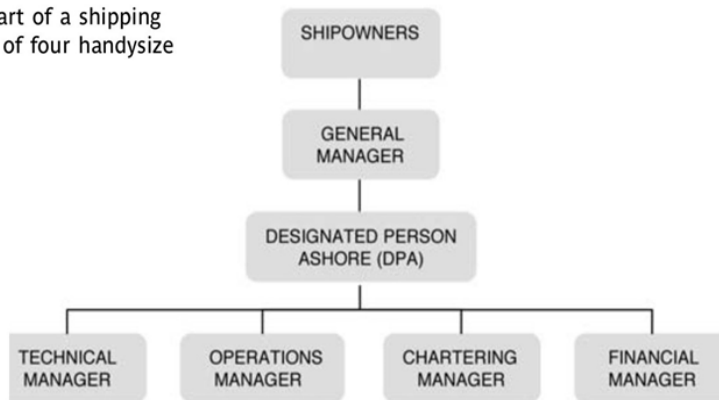 art of a shipping
of four handysize
SHIPOWNERS
GENERAL
MANAGER
DESIGNATED PERSON
ASHORE (DPA)
TECHNICAL
MANAGER
OPERATIONS
MANAGER
CHARTERING
MANAGER
FINANCIAL
MANAGER